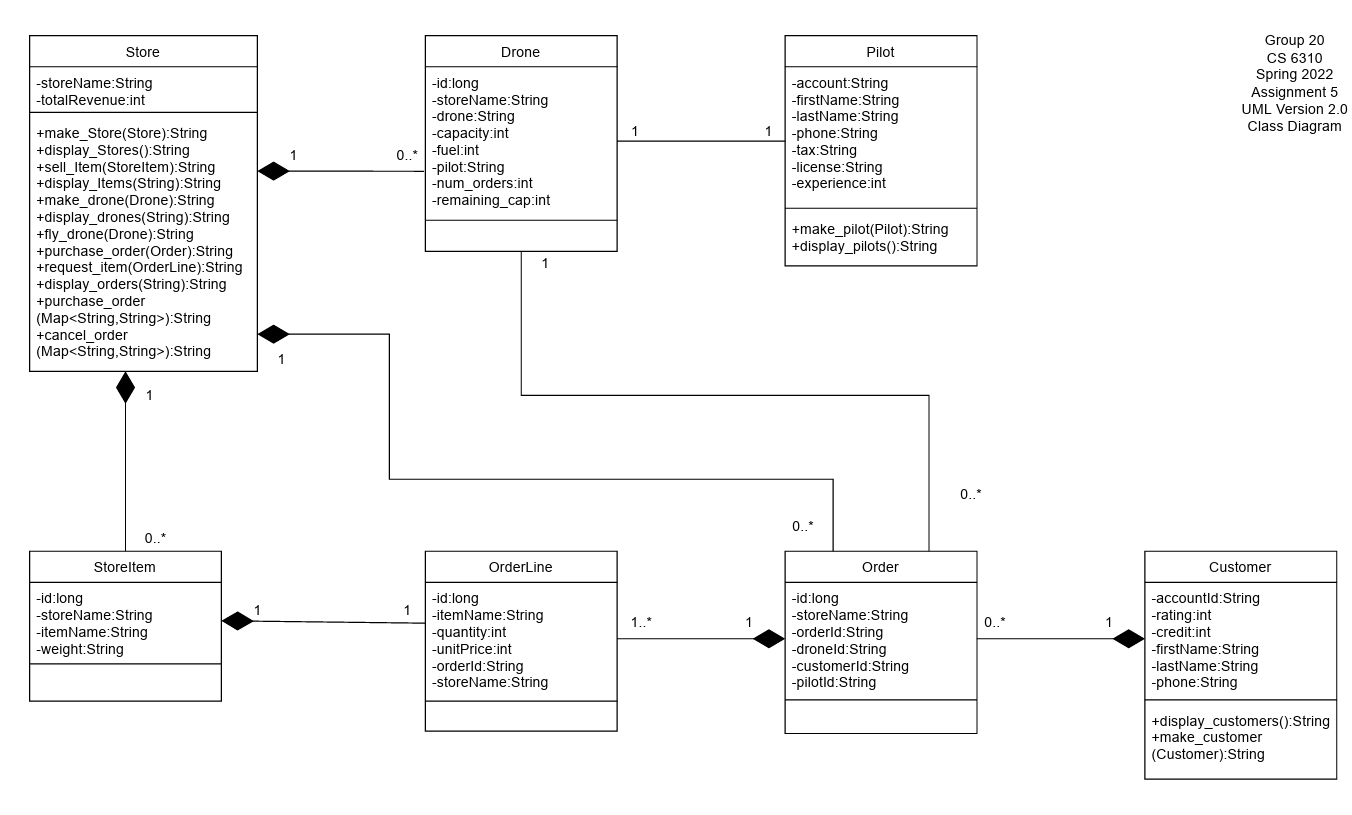 Store
-storeName:String
-totalRevenue:int
+make_Store(Store):String
+display_Stores():String
+sell_Item(StoreItem):String
+display_Items(String):String
+make_drone(Drone):String
+display_drones(String):String
+fly_drone(Drone):String
+purchase_order(Order):String
+request_item(OrderLine):String
+display_orders(String):String
+purchase_order
(Map<String,String>):String
+cancel_order
(Map<String,String>):String
1
0..*
1
1
Drone
-id:long
-storeName:String
-drone:String
-capacity:int
-fuel:int
-pilot:String
-num_orders:int
-remaining_cap:int
1
1
1
Pilot
-account:String
-firstName:String
-lastName:String
-phone:String
-tax:String
-license:String
-experience:int
+make_pilot(Pilot):String
+display_pilots():String
Group 20
CS 6310
Spring 2022
Assignment 5
UML Version 2.0
Class Diagram
0..*
0..*
0..*
StoreItem
-id:long
-storeName:String
-itemName:String
-weight:String
1
1
OrderLine
-id:long
-itemName:String
-quantity:int
-unitPrice:int
-orderId:String
-storeName:String
1..*
1
Order
-id:long
-storeName:String
-orderId:String
-droneId:String
-customerId:String
-pilotId:String
0..*
1
Customer
-accountId:String
-rating:int
-credit:int
-firstName:String
-lastName:String
-phone:String
+display_customers():String
+make_customer
(Customer):String